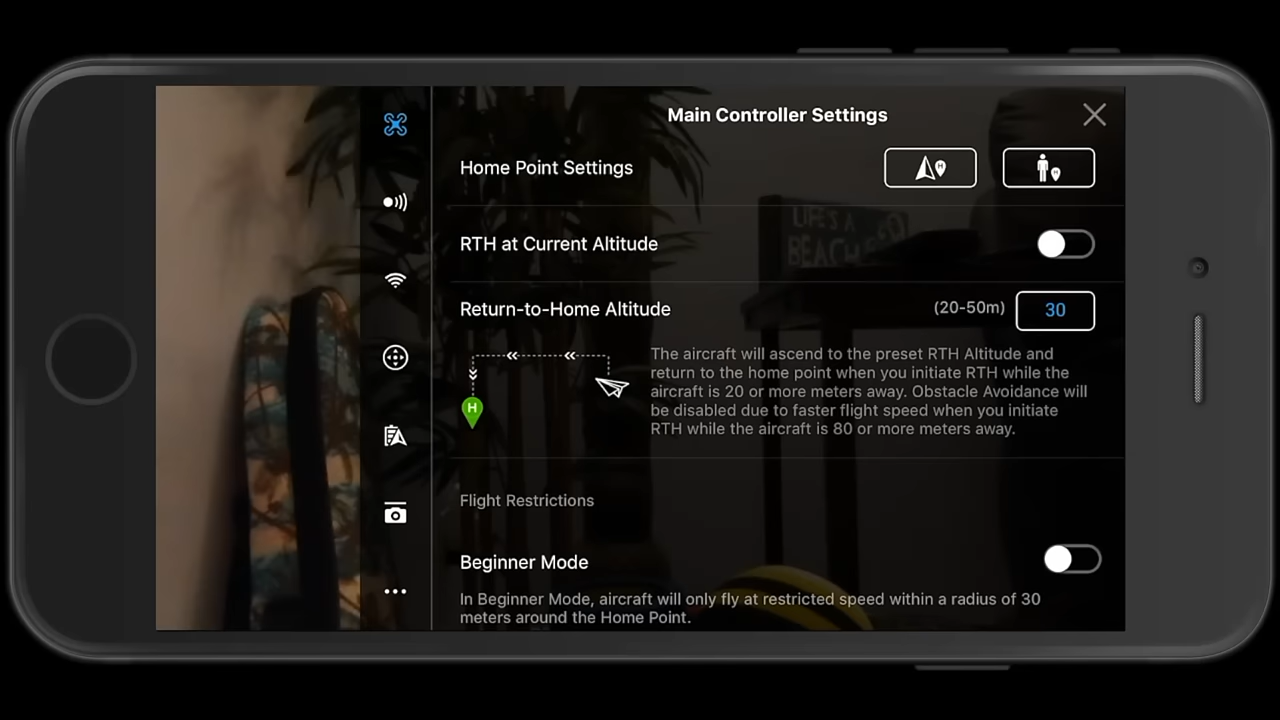 Main Controller Settings
Home Point Settings
H
H
RTH at Current Altitude
LIFE'S A
BEACH
Return-to-Home Altitude
(20-50m)
30
The aircraft will ascend to the preset RTH Altitude and
return to the home point when you initiate RTH while the
aircraft is 20 or more meters away. Obstacle Avoidance will
be disabled due to faster flight speed when you initiate
RTH while the aircraft is 80 or more meters away.
H
Flight Restrictions
Beginner Mode
In Beginner Mode, aircraft will only fly at restricted speed within a radius of 30
meters around the Home Point.